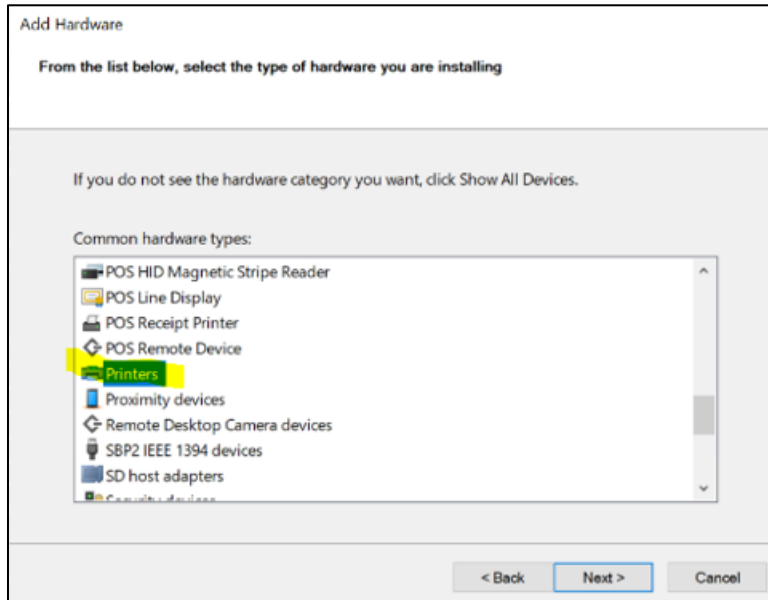 Add Hardware
From the list below, select the type of hardware you are installing
If you do not see the hardware category you want, click Show All Devices.
Common hardware types:
POS HID Magnetic Stripe Reader
POS Line Display
POS Receipt Printer
POS Remote Device
Printers
Proximity devices
Remote Desktop Camera devices
SBP2 IEEE 1394 devices
SD host adapters
Security devices
< Back Next > Cancel